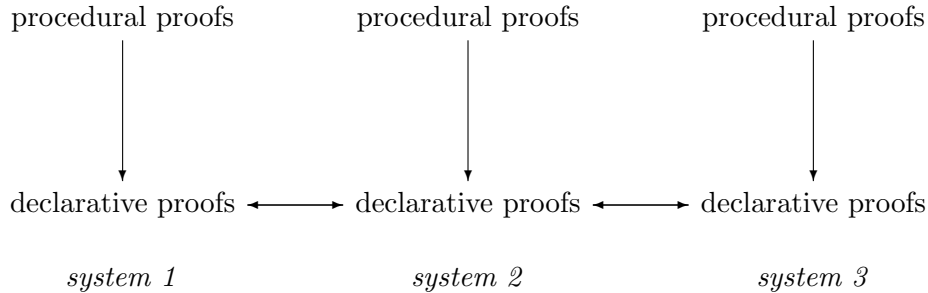 procedural proofs procedural proofs procedural proofs
declarative proofs declarative proofs declarative proofs
system 1 system 2 system 3